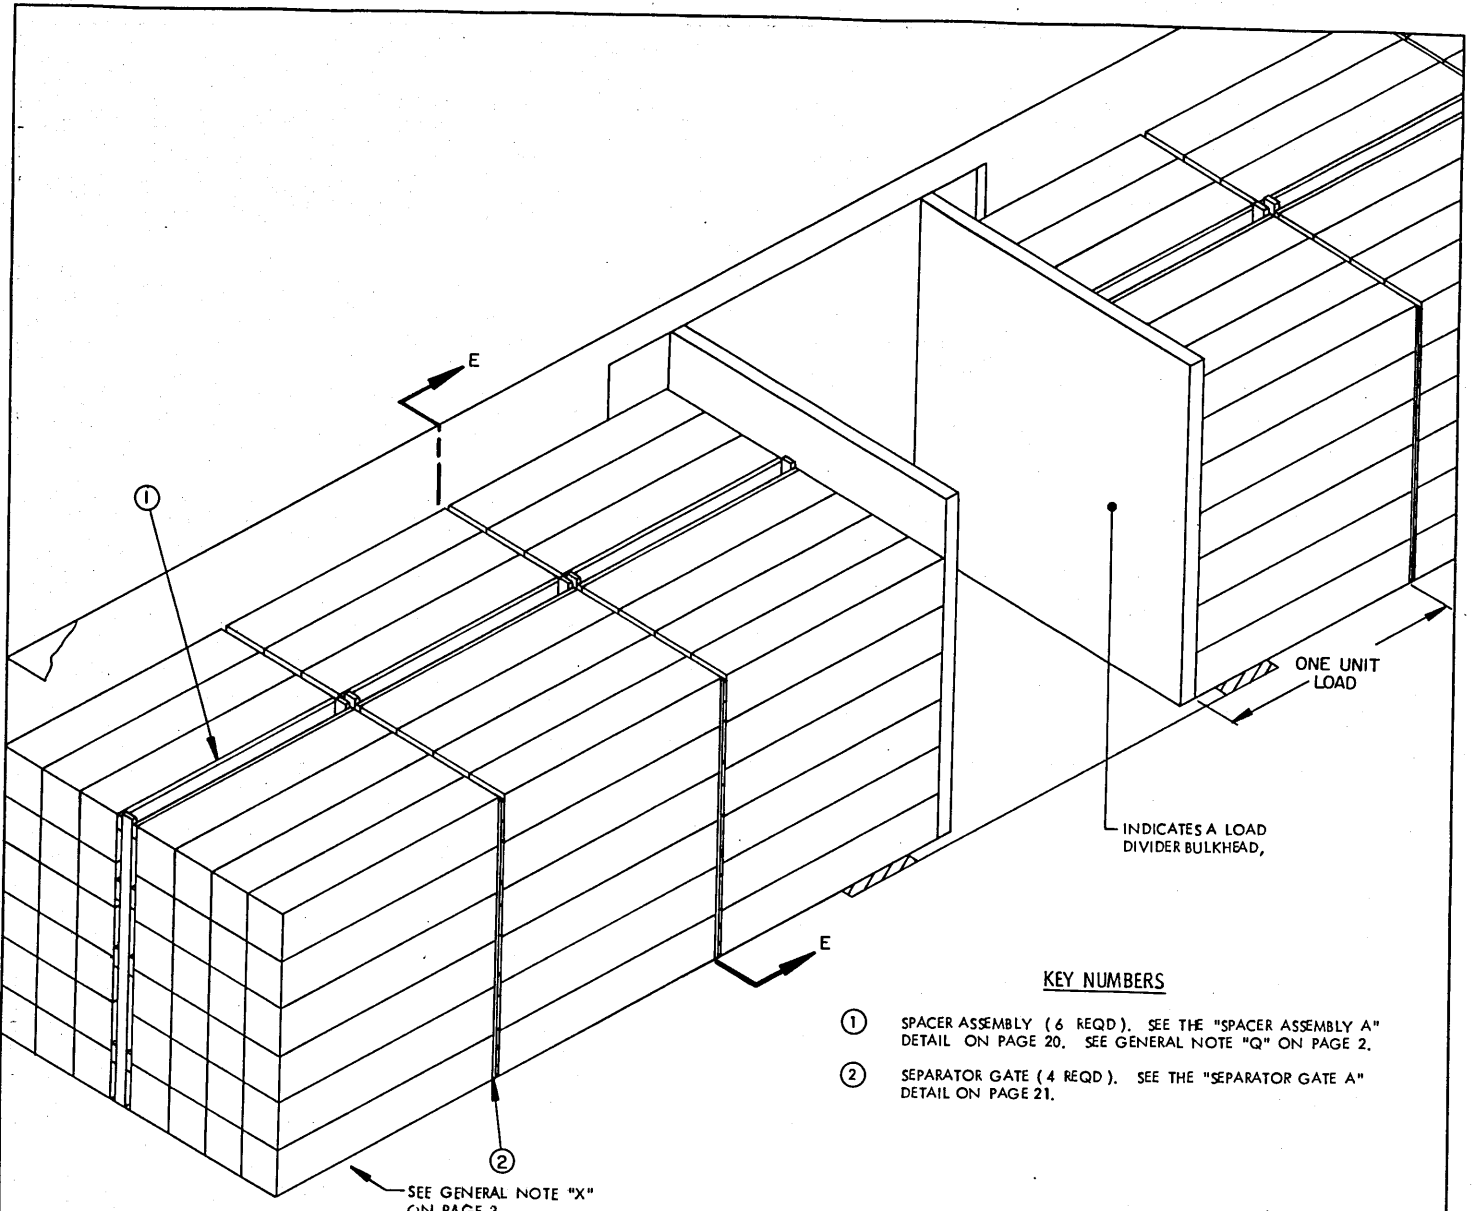 E
①
ONE UNIT
LOAD
INDICATES A LOAD
DIVIDER BULKHEAD,
E
KEY NUMBERS
① SPACER ASSEMBLY (6 REQD). SEE THE "SPACER ASSEMBLY A"
DETAIL ON PAGE 20. SEE GENERAL NOTE "Q" ON PAGE 2.
② SEPARATOR GATE (4 REQD). SEE THE "SEPARATOR GATE A"
DETAIL ON PAGE 21.
②
SEE GENERAL NOTE "X"
ON PAGE